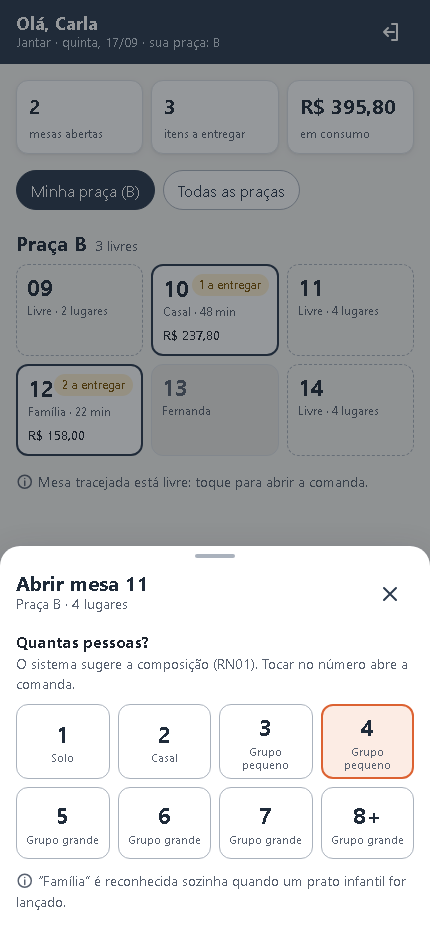 Olá, Carla
Jantar · quinta, 17/09 · sua praça: B
2
mesas abertas
3
itens a entregar
R$ 395,80
em consumo
Minha praça (B)
Todas as praças
Praça B 3 livres
09
Livre · 2 lugares
10 1 a entregar
Casal · 48 min
R$ 237,80
11
Livre · 4 lugares
12 2 a entregar
Família · 22 min
R$ 158,00
13
Fernanda
14
Livre · 4 lugares
Mesa tracejada está livre: toque para abrir a comanda.
Abrir mesa 11
Praça B · 4 lugares
Quantas pessoas?
O sistema sugere a composição (RN01). Tocar no número abre a
comanda.
1
Solo
2
Casal
3
Grupo
pequeno
4
Grupo
pequeno
5
Grupo grande
6
Grupo grande
7
Grupo grande
8+
Grupo grande
"Família" é reconhecida sozinha quando um prato infantil for
lançado.